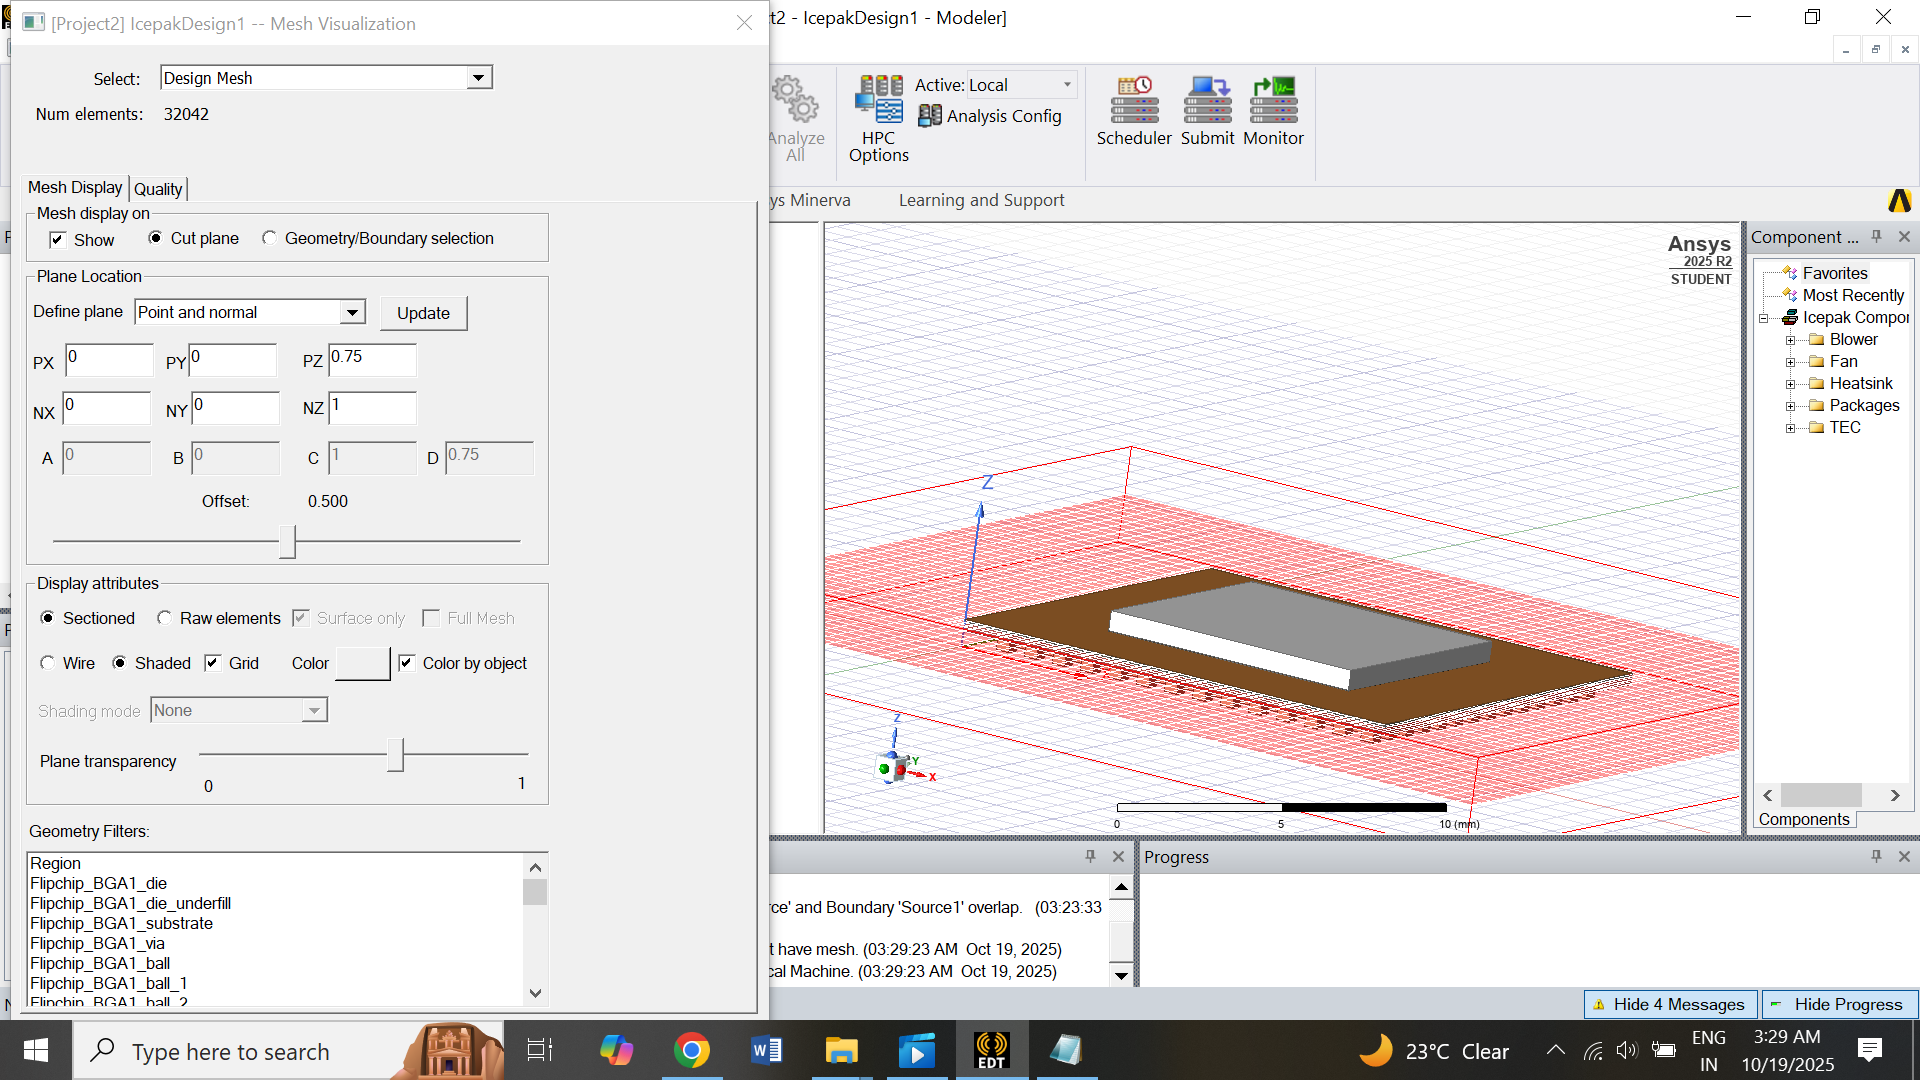 [Project2] IcepakDesign1 -- Mesh Visualization
t2 - IcepakDesign1 - Modeler]
Select: Design Mesh
Num elements: 32042
Analyze All
HPC Options
Active: Local
Analysis Config
Scheduler
Submit
Monitor
ys Minerva
Learning and Support
Mesh Display
Quality
Mesh display on
Show
Cut plane
Geometry/Boundary selection
Plane Location
Define plane Point and normal Update
PX 0 PY 0 PZ 0.75
NX 0 NY 0 NZ 1
A 0 B 0 C 1 D 0.75
Offset: 0.500
Display attributes
Sectioned Raw elements Surface only Full Mesh
Wire Shaded Grid Color Color by object
Shading mode None
Plane transparency
0 1
Geometry Filters:
Region
Flipchip_BGA1_die
Flipchip_BGA1_die_underfill
Flipchip_BGA1_substrate
Flipchip_BGA1_via
Flipchip_BGA1_ball
Flipchip_BGA1_ball_1
Flipchip_BGA1_ball_2
Ansys
2025 R2
STUDENT
Z
Z
Y
X
0 5 10 (mm)
Component ...
Favorites
Most Recently
Icepak Compor
Blower
Fan
Heatsink
Packages
TEC
Components
Progress
rce' and Boundary 'Source1' overlap. (03:23:33
t have mesh. (03:29:23 AM Oct 19, 2025)
cal Machine. (03:29:23 AM Oct 19, 2025)
Hide 4 Messages
Hide Progress
Type here to search
EDT
23°C Clear
ENG
IN
3:29 AM
10/19/2025